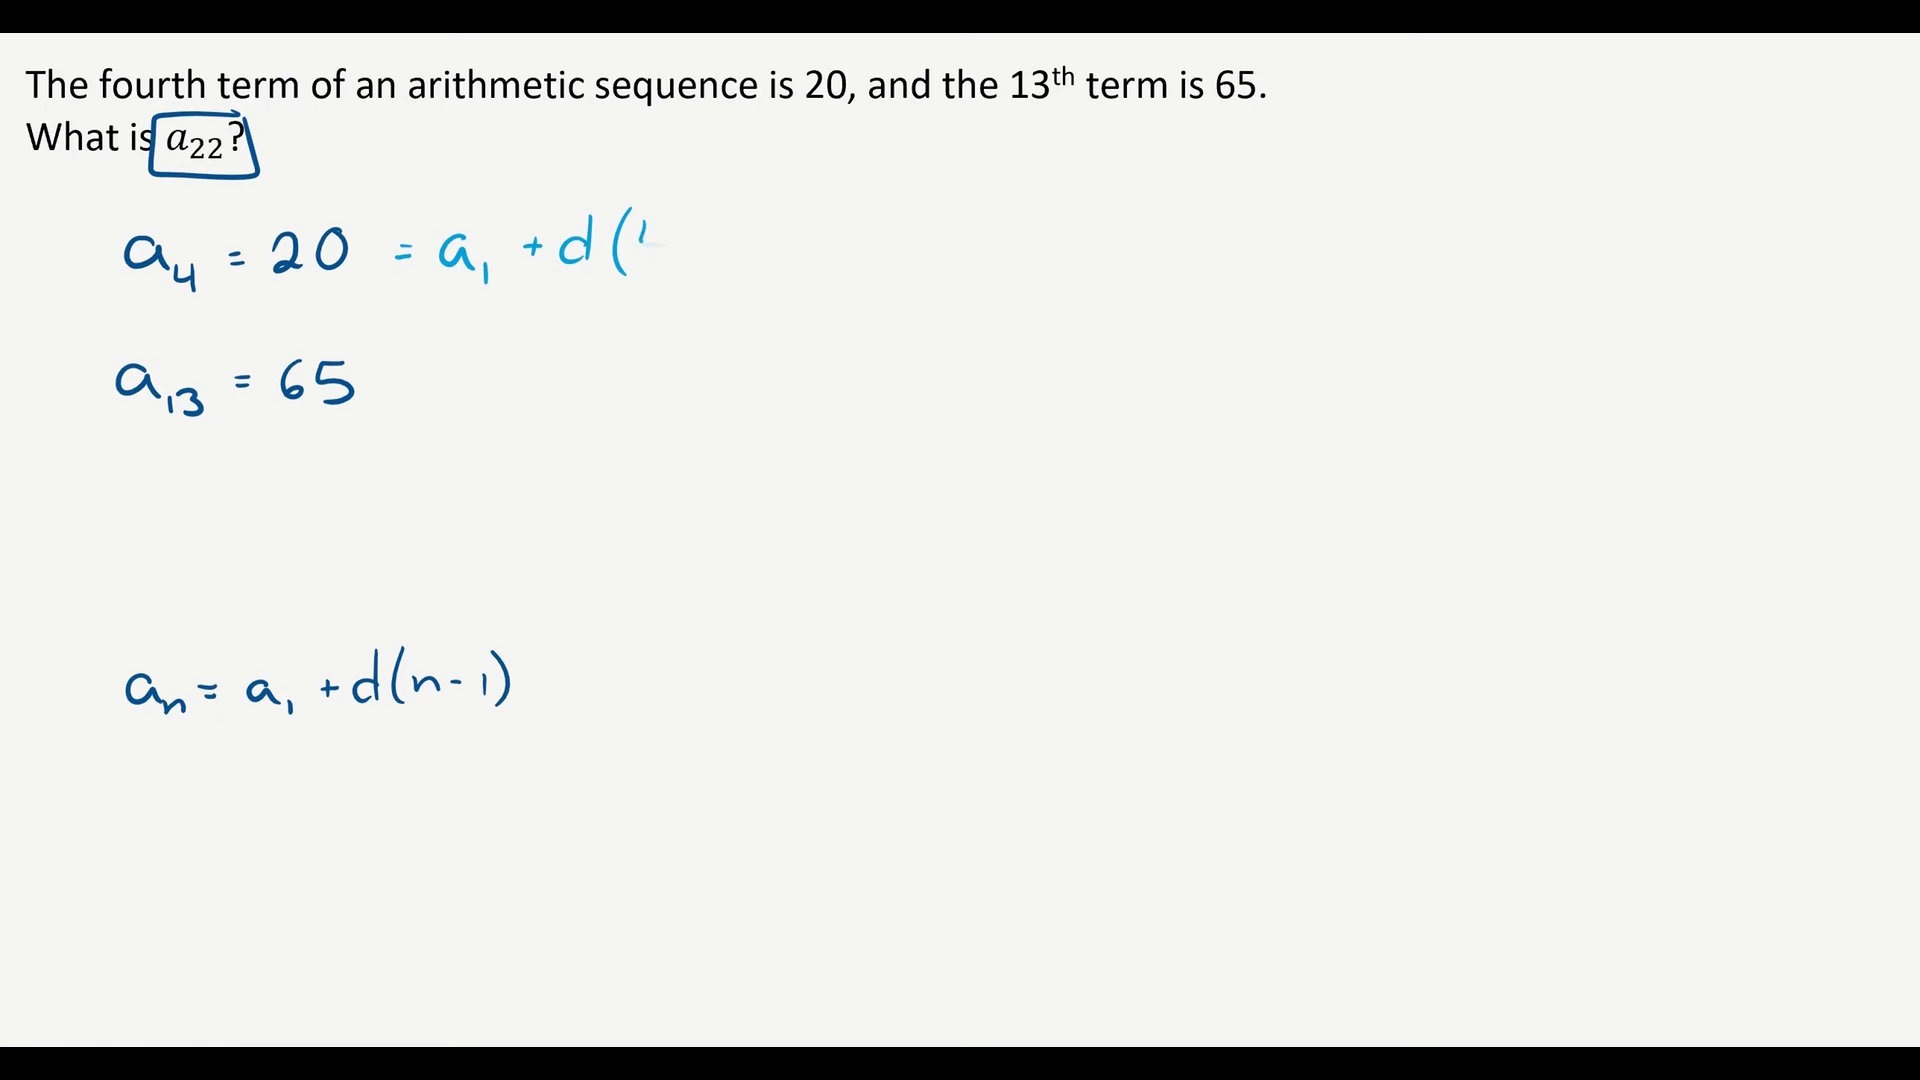 The fourth term of an arithmetic sequence is 20, and the 13th term is 65.
What is a₂₂?
a₄ = 20 = a₁ + d(
a₁₃ = 65
aₙ = a₁ + d(n-1)